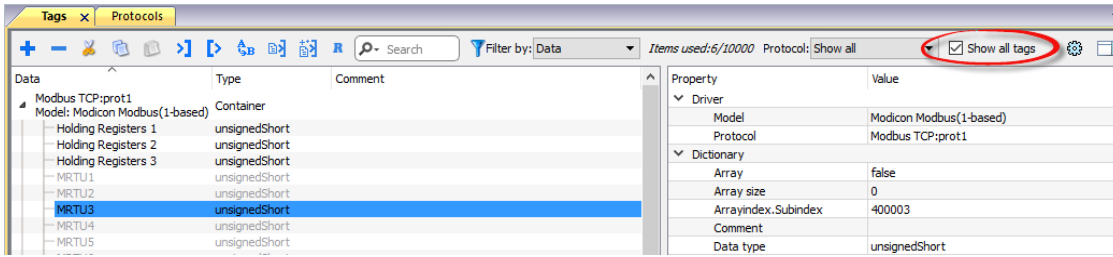 Tags x Protocols
R Search Filter by: Data Items used:6/10000 Protocol: Show all Show all tags
Data Type Comment Property Value
Modbus TCP:prot1 Container Driver
Model: Modicon Modbus(1-based) Model Modicon Modbus(1-based)
Holding Registers 1 unsignedShort Protocol Modbus TCP:prot1
Holding Registers 2 unsignedShort Dictionary
Holding Registers 3 unsignedShort Array false
MRTU1 unsignedShort Array size 0
MRTU2 unsignedShort Arrayindex.Subindex 400003
MRTU3 unsignedShort Comment
MRTU4 unsignedShort Data type unsignedShort
MRTU5 unsignedShort